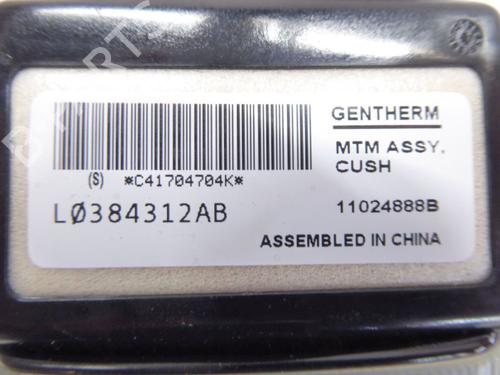 GENTHERM
MTM ASSY.
CUSH
(S) *C41704704K*
LØ384312AB
11024888B
ASSEMBLED IN CHINA